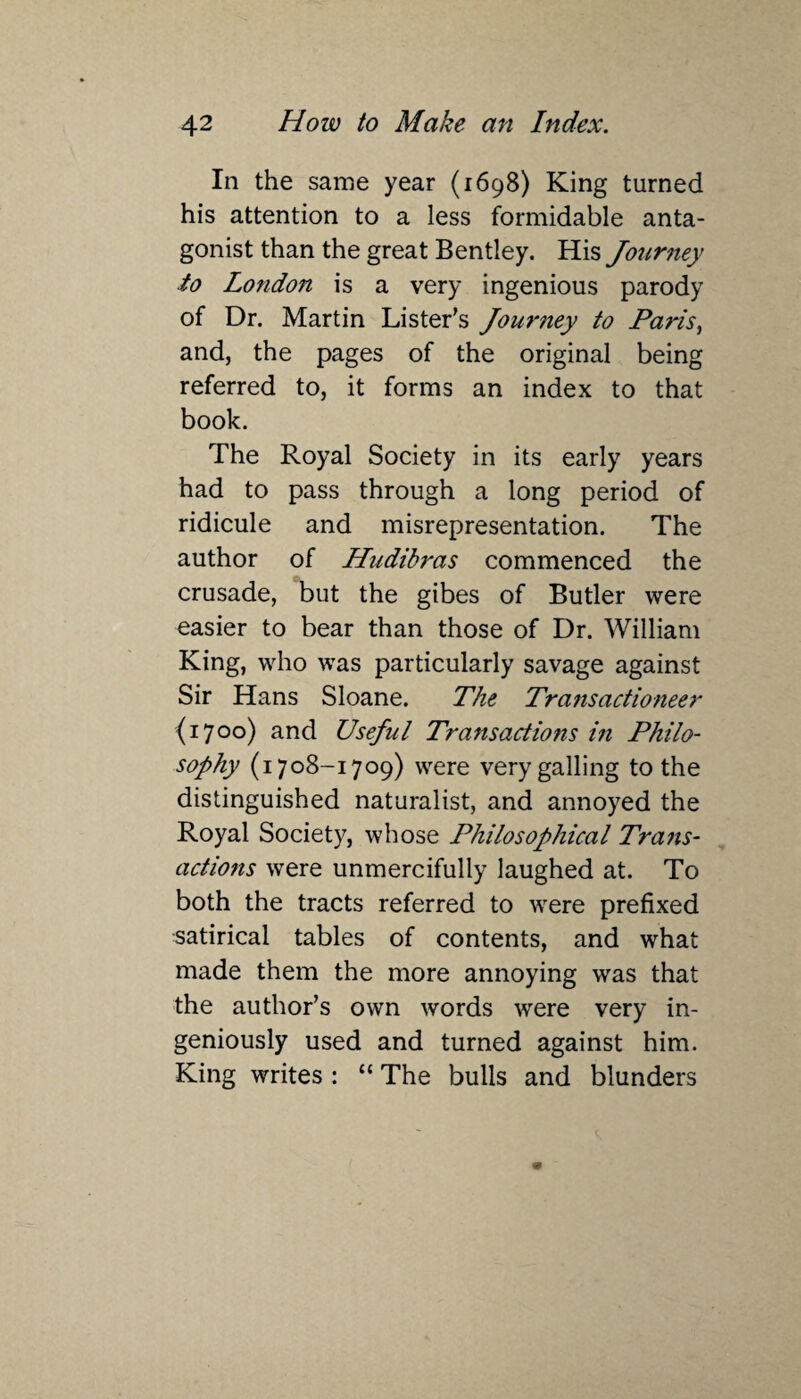 42 How to Make an Index.
In the same year (1698) King turned
his attention to a less formidable anta-
gonist than the great Bentley. His Journey
to London is a very ingenious parody
of Dr. Martin Lister's Journey to Paris,
and, the pages of the original being
referred to, it forms an index to that
book.
The Royal Society in its early years
had to pass through a long period of
ridicule and misrepresentation. The
author of Hudibras commenced the
crusade, but the gibes of Butler were
easier to bear than those of Dr. William
King, who was particularly savage against
Sir Hans Sloane. The Transactioneer
(1700) and Useful Transactions in Philo-
sophy (1708-1709) were very galling to the
distinguished naturalist, and annoyed the
Royal Society, whose Philosophical Trans-
actions were unmercifully laughed at. To
both the tracts referred to were prefixed
satirical tables of contents, and what
made them the more annoying was that
the author's own words were very in-
geniously used and turned against him.
King writes : “ The bulls and blunders